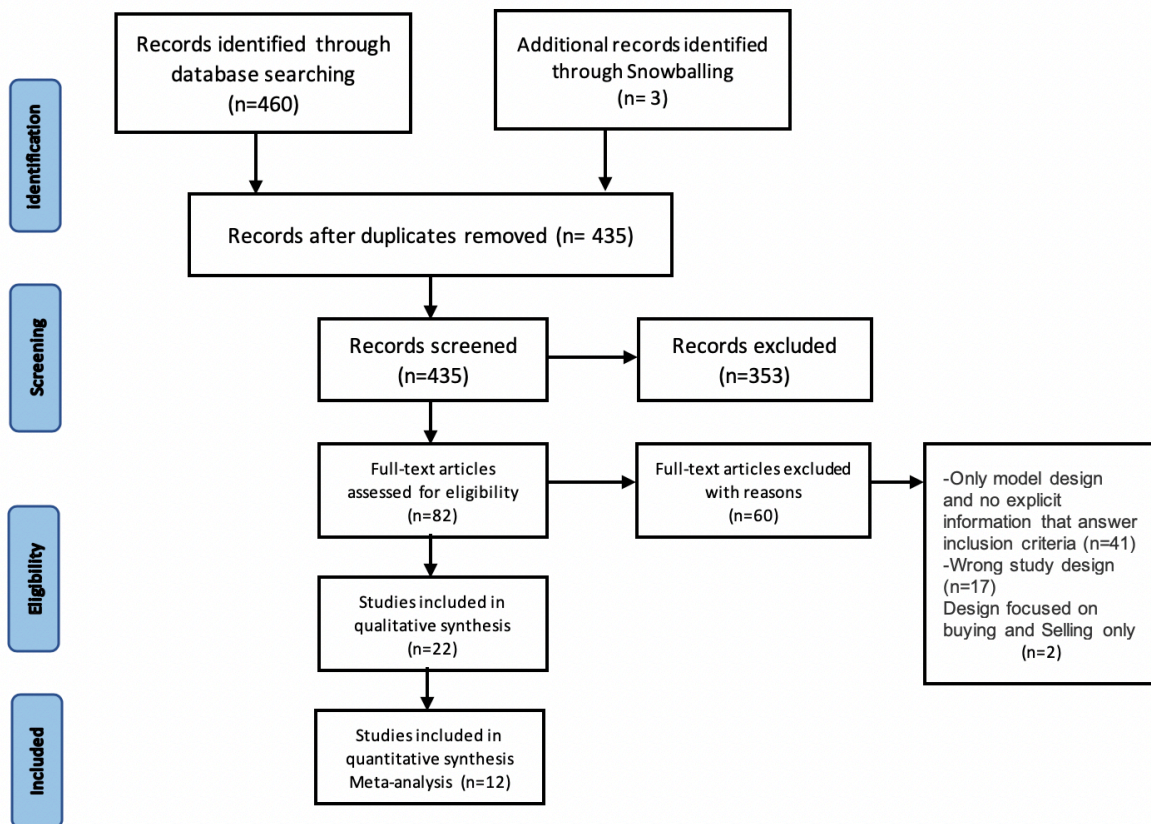 Records identified through
database searching
(n=460)
Additional records identified
through Snowballing
(n= 3)
Identification
Records after duplicates removed (n= 435)
Screening
Records screened
(n=435)
Records excluded
(n=353)
Full-text articles
assessed for eligibility
(n=82)
Full-text articles excluded
with reasons
(n=60)
-Only model design
and no explicit
information that answer
inclusion criteria (n=41)
-Wrong study design
(n=17)
Design focused on
buying and Selling only
(n=2)
Eligibility
Studies included in
qualitative synthesis
(n=22)
Included
Studies included in
quantitative synthesis
Meta-analysis (n=12)